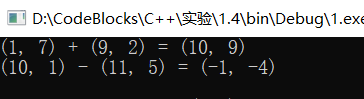 D:\CodeBlocks\C++\实验\1.4\bin\Debug\1.exe
(1, 7) + (9, 2) = (10, 9)
(10, 1) - (11, 5) = (-1, -4)